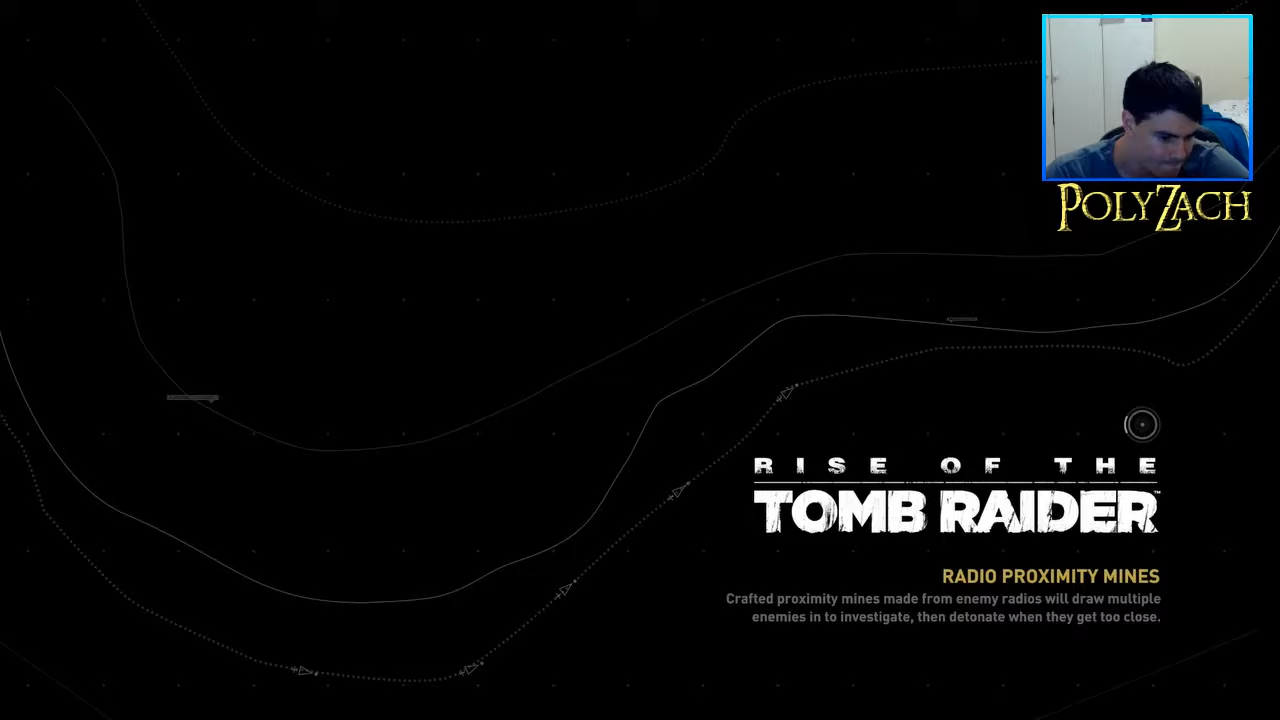 POLYZACH
RISE OF THE
TOMB RAIDER™
RADIO PROXIMITY MINES
Crafted proximity mines made from enemy radios will draw multiple
enemies in to investigate, then detonate when they get too close.